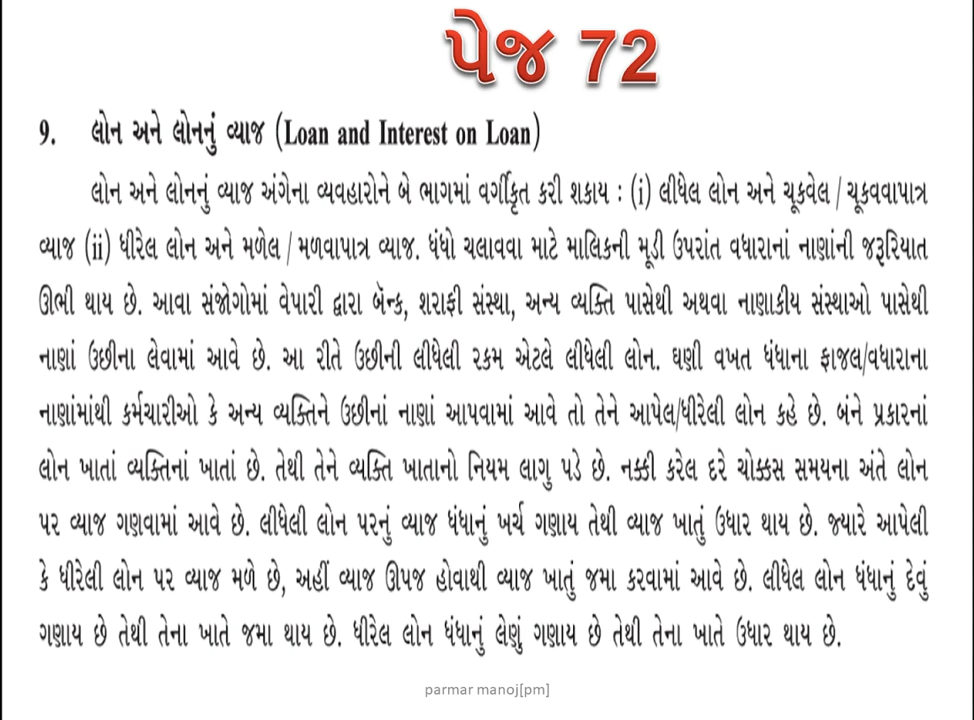 પેજ 72
9. લોન અને લોનનું વ્યાજ (Loan and Interest on Loan)
લોન અને લોનનું વ્યાજ અંગેના વ્યવહારોને બે ભાગમાં વર્ગીકૃત કરી શકાય : (i) લીધેલ લોન અને ચૂકવેલ / ચૂકવવાપાત્ર
વ્યાજ (ii) ધીરેલ લોન અને મળેલ / મળવાપાત્ર વ્યાજ. ધંધો ચલાવવા માટે માલિકની મૂડી ઉપરાંત વધારાનાં નાણાંની જરૂરિયાત
ઊભી થાય છે. આવા સંજોગોમાં વેપારી દ્વારા બૅન્ક, શરાફી સંસ્થા, અન્ય વ્યક્તિ પાસેથી અથવા નાણાકીય સંસ્થાઓ પાસેથી
નાણાં ઉછીના લેવામાં આવે છે. આ રીતે ઉછીની લીધેલી રકમ એટલે લીધેલી લોન. ઘણી વખત ધંધાના ફાજલ/વધારાના
નાણાંમાંથી કર્મચારીઓ કે અન્ય વ્યક્તિને ઉછીનાં નાણાં આપવામાં આવે તો તેને આપેલ/ધીરેલી લોન કહે છે. બંને પ્રકારનાં
લોન ખાતાં વ્યક્તિનાં ખાતાં છે. તેથી તેને વ્યક્તિ ખાતાનો નિયમ લાગુ પડે છે. નક્કી કરેલ દરે ચોક્કસ સમયના અંતે લોન
પર વ્યાજ ગણવામાં આવે છે. લીધેલી લોન પરનું વ્યાજ ધંધાનું ખર્ચ ગણાય તેથી વ્યાજ ખાતું ઉધાર થાય છે. જ્યારે આપેલી
કે ધીરેલી લોન પર વ્યાજ મળે છે, અહીં વ્યાજ ઊપજ હોવાથી વ્યાજ ખાતું જમા કરવામાં આવે છે. લીધેલ લોન ધંધાનું દેવું
ગણાય છે તેથી તેના ખાતે જમા થાય છે. ધીરેલ લોન ધંધાનું લેણું ગણાય છે તેથી તેના ખાતે ઉધાર થાય છે.
parmar manoj[pm]